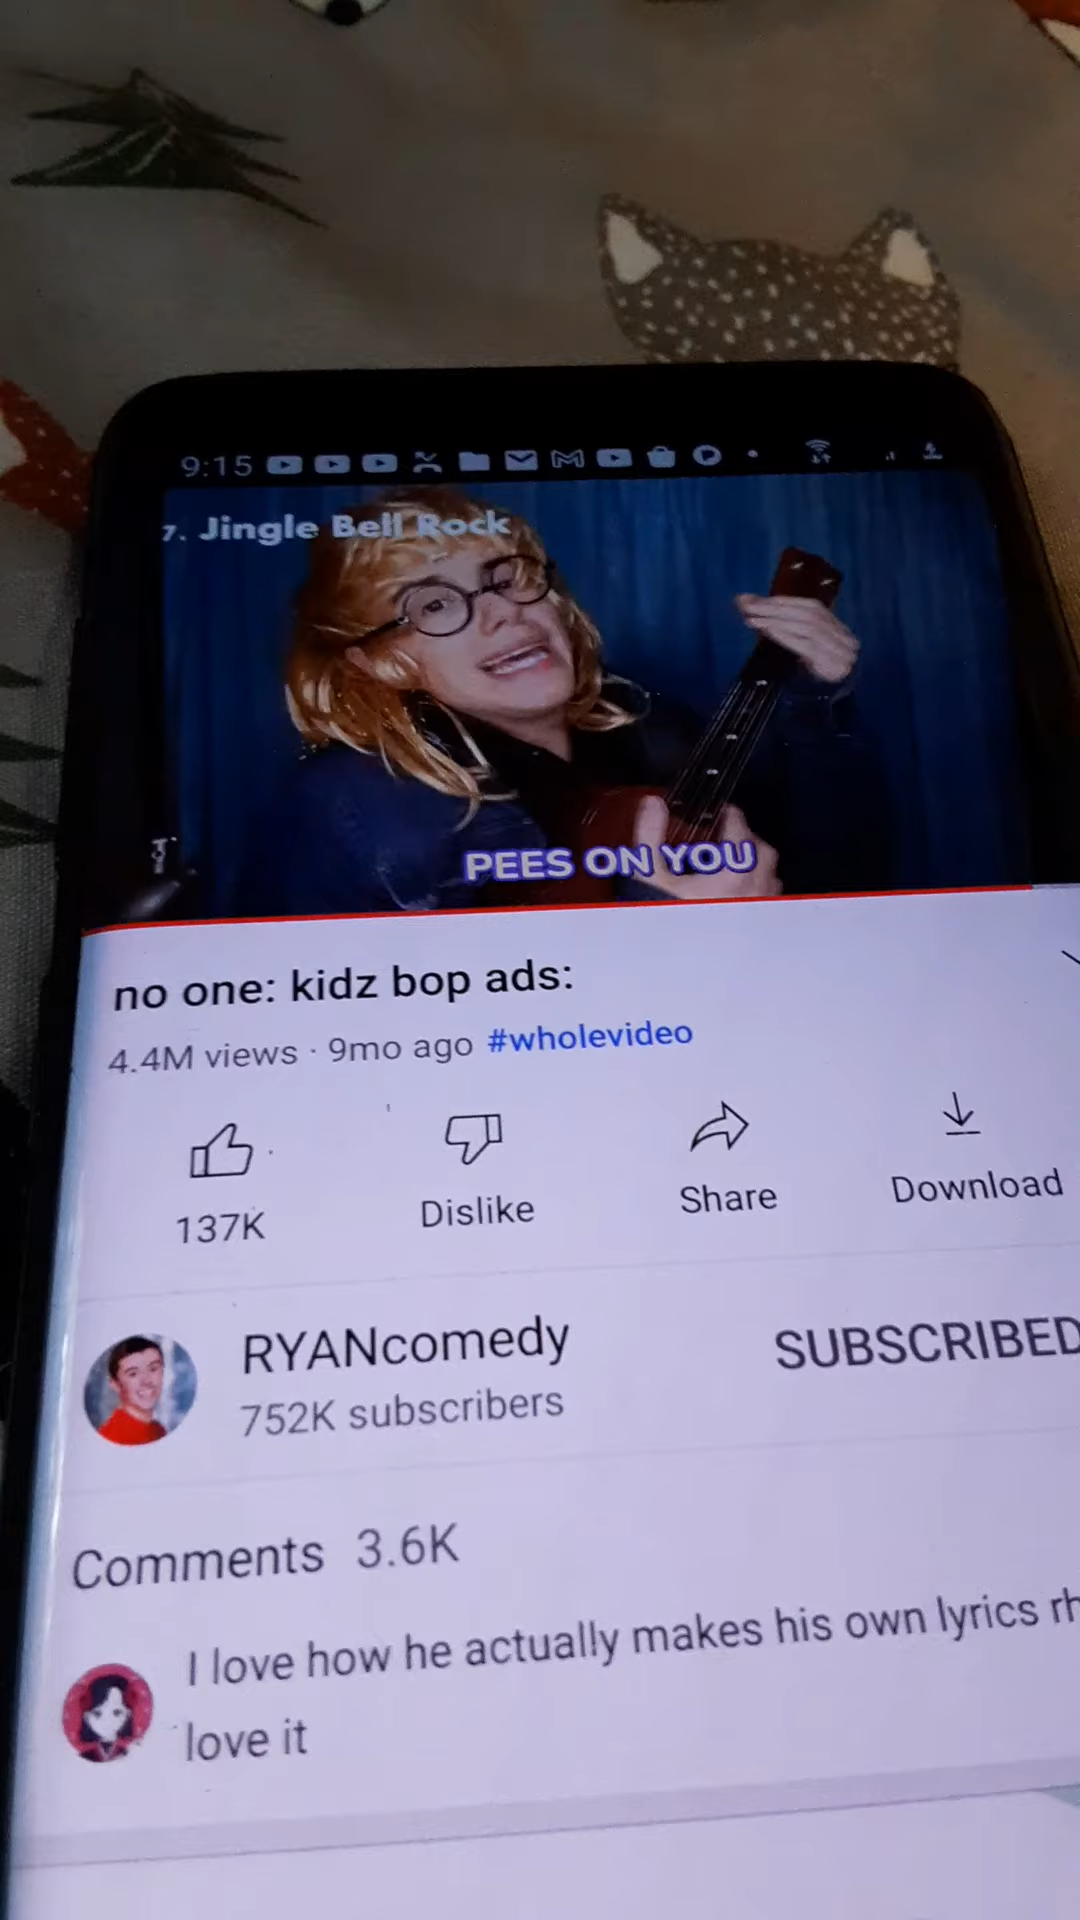 9:15
7. Jingle Bell Rock
PEES ON YOU
no one: kidz bop ads:
4.4M views · 9mo ago #wholevideo
137K
Dislike
Share
Download
RYANcomedy
752K subscribers
SUBSCRIBED
Comments 3.6K
I love how he actually makes his own lyrics rh
love it